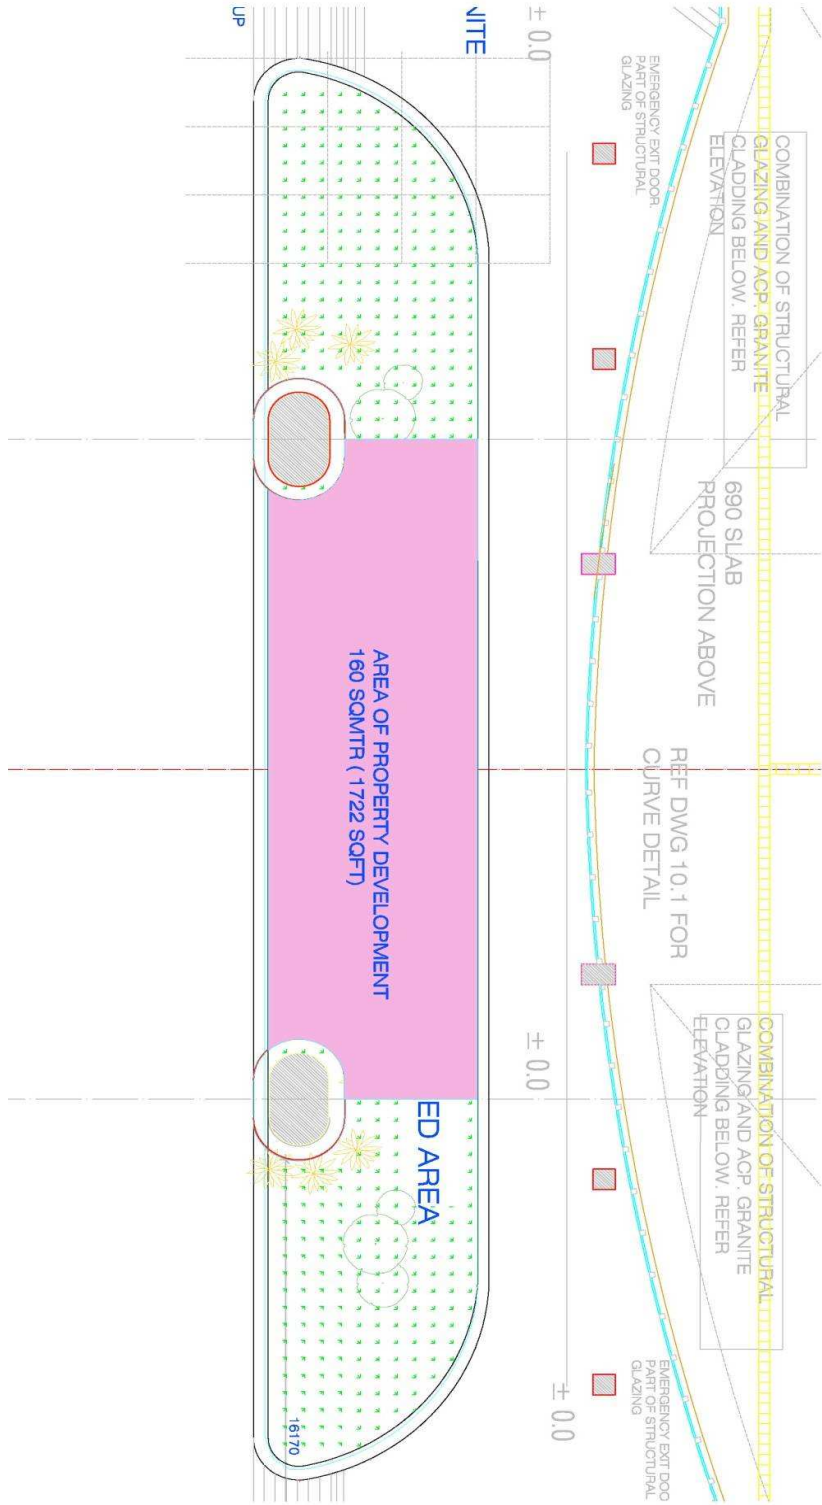 UP
NITE
± 0.0
EMERGENCY EXIT DOOR.
PART OF STRUCTURAL
GLAZING
COMBINATION OF STRUCTURAL
GLAZING AND ACP. GRANITE
CLADDING BELOW. REFER
ELEVATION
690 SLAB
PROJECTION ABOVE
AREA OF PROPERTY DEVELOPMENT
160 SQMTR ( 1722 SQFT)
REF DWG 10.1 FOR
CURVE DETAIL
± 0.0
ED AREA
COMBINATION OF STRUCTURAL
GLAZING AND ACP. GRANITE
CLADDING BELOW. REFER
ELEVATION
EMERGENCY EXIT DOO
PART OF STRUCTURAL
GLAZING
± 0.0
16170